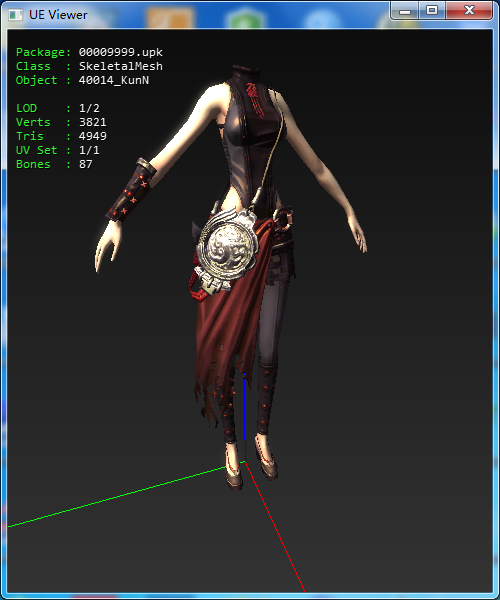 UE Viewer
Package: 00009999.upk
Class : SkeletalMesh
Object : 40014_KunN
LOD : 1/2
Verts : 3821
Tris : 4949
UV Set : 1/1
Bones : 87